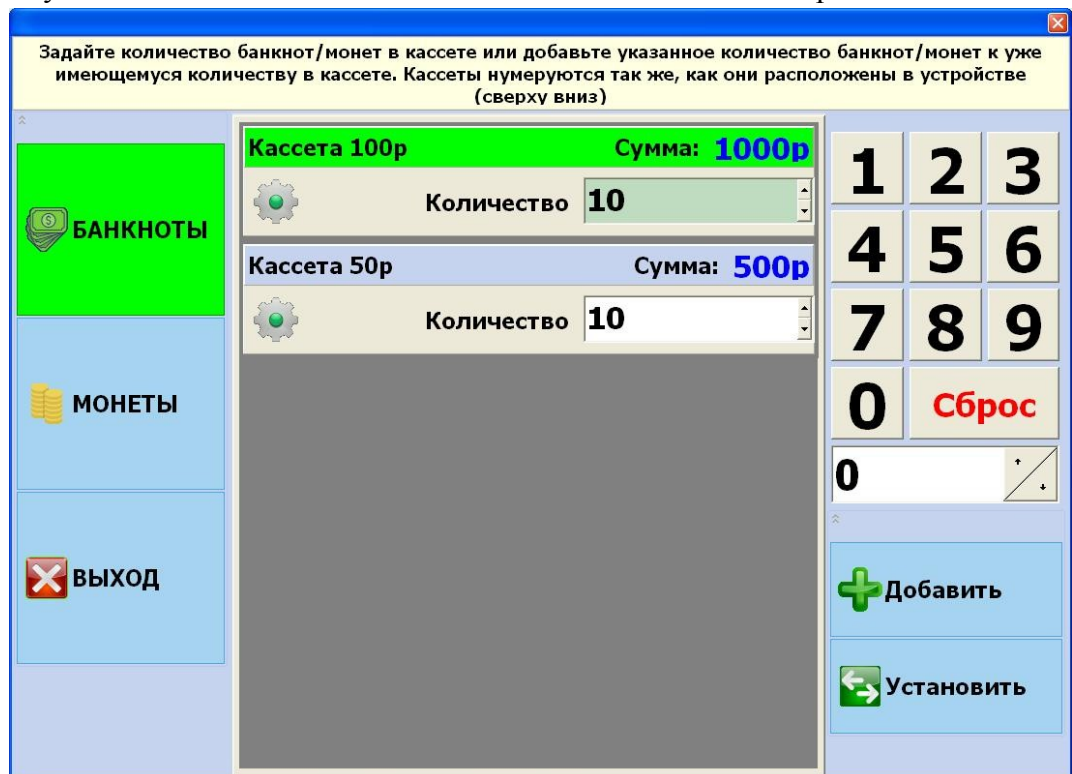 Задайте количество банкнот/монет в кассете или добавьте указанное количество банкнот/монет к уже
имеющемуся количеству в кассете. Кассеты нумеруются так же, как они расположены в устройстве
(сверху вниз)
БАНКНОТЫ
МОНЕТЫ
ВЫХОД
Кассета 100р Сумма: 1000р
Количество 10
Кассета 50р Сумма: 500р
Количество 10
1 2 3
4 5 6
7 8 9
0 Сброс
0
Добавить
Установить